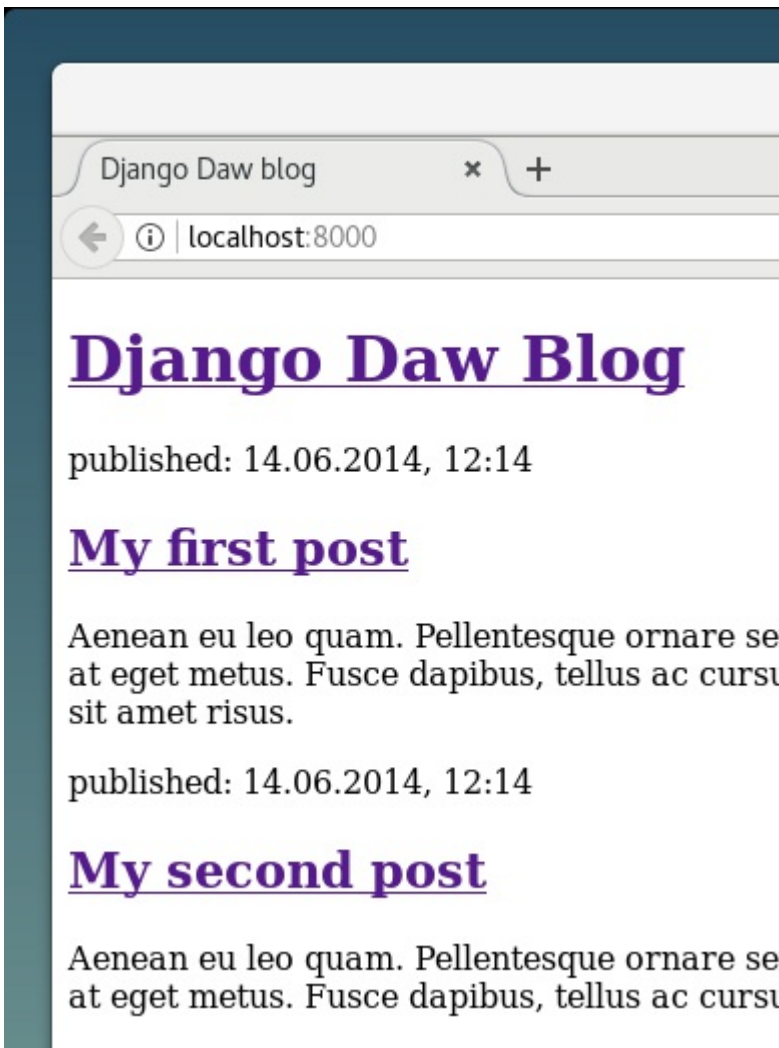 Django Daw blog
localhost:8000
Django Daw Blog
published: 14.06.2014, 12:14
My first post
Aenean eu leo quam. Pellentesque ornare se
at eget metus. Fusce dapibus, tellus ac cursu
sit amet risus.
published: 14.06.2014, 12:14
My second post
Aenean eu leo quam. Pellentesque ornare se
at eget metus. Fusce dapibus, tellus ac cursu